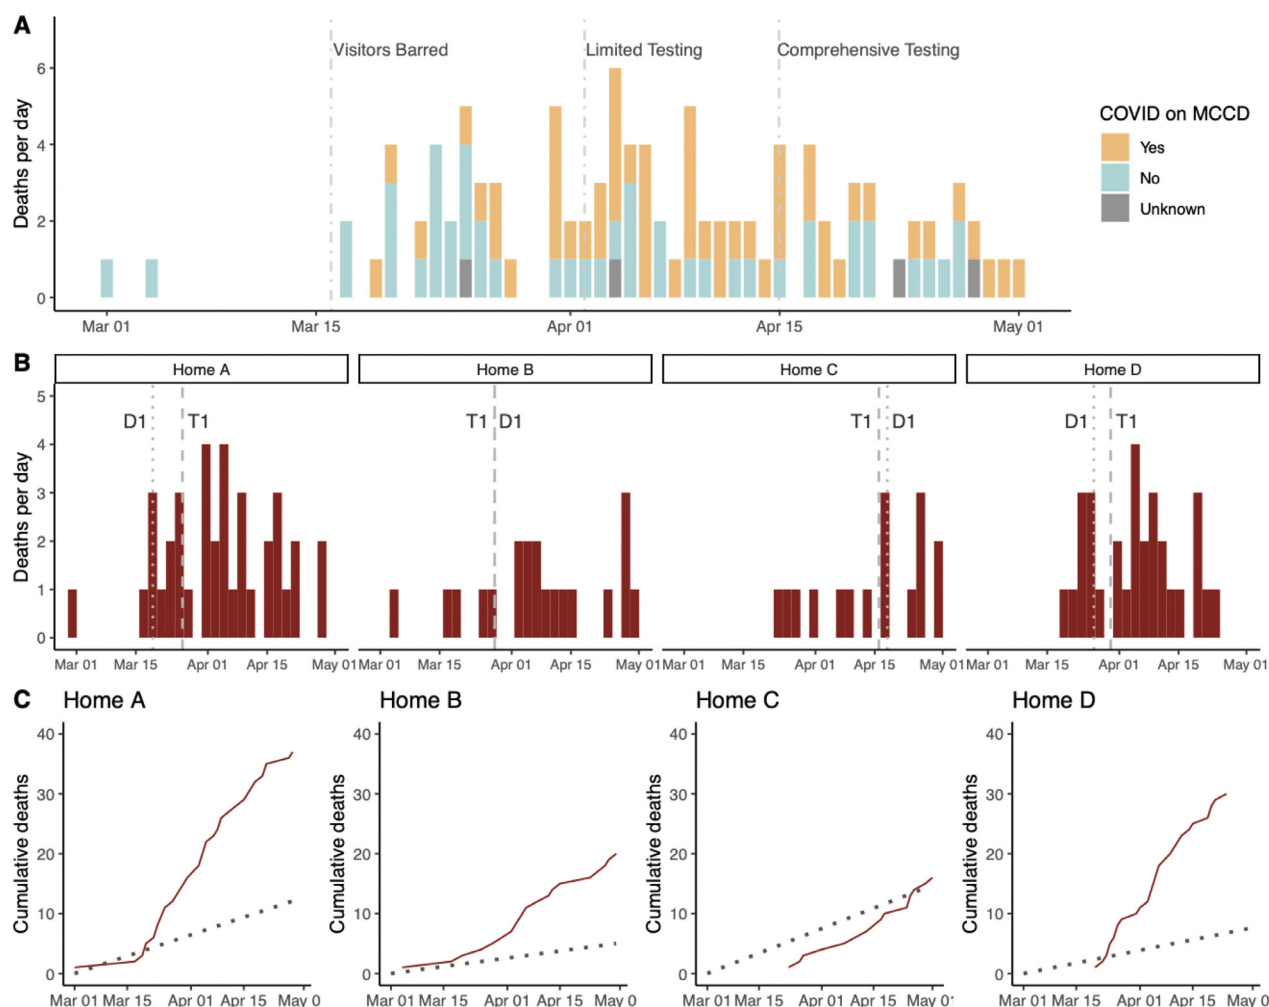 A
Visitors Barred Limited Testing Comprehensive Testing
Deaths per day
6
4
2
0
Mar 01 Mar 15 Apr 01 Apr 15 May 01
COVID on MCCD
Yes
No
Unknown
B
Home A Home B Home C Home D
Deaths per day
5
4
3
2
1
0
D1 T1 T1 D1 T1 D1 D1 T1
Mar 01 Mar 15 Apr 01 Apr 15 May 01 Mar 01 Mar 15 Apr 01 Apr 15 May 01 Mar 01 Mar 15 Apr 01 Apr 15 May 01 Mar 01 Mar 15 Apr 01 Apr 15 May 01
C
Home A
Cumulative deaths
40
30
20
10
0
Mar 01 Mar 15 Apr 01 Apr 15 May 0
Home B
Cumulative deaths
40
30
20
10
0
Mar 01 Mar 15 Apr 01 Apr 15 May 0
Home C
Cumulative deaths
40
30
20
10
0
Mar 01 Mar 15 Apr 01 Apr 15 May 01
Home D
Cumulative deaths
40
30
20
10
0
Mar 01 Mar 15 Apr 01 Apr 15 May 0